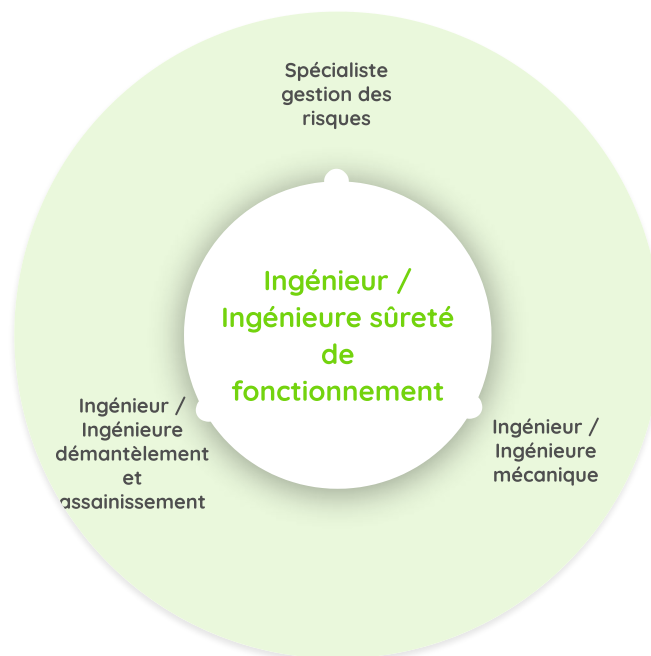 Spécialiste
gestion des
risques
Ingénieur /
Ingénieure sûreté
de
fonctionnement
Ingénieur /
Ingénieure
démantèlement
et
assainissement
Ingénieur /
Ingénieure
mécanique